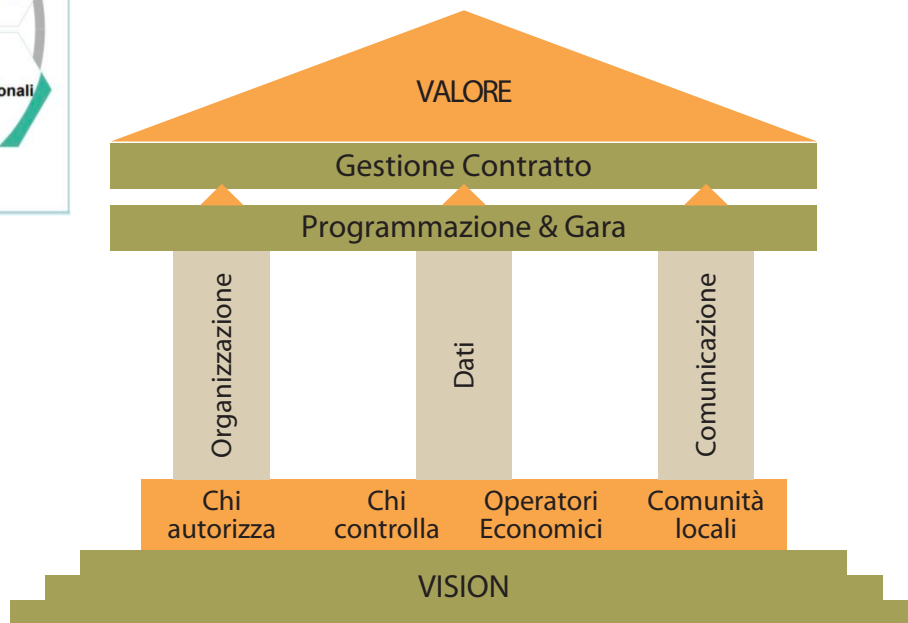 onali
VALORE
Gestione Contratto
Programmazione & Gara
Organizzazione
Dati
Comunicazione
Chi
autorizza
Chi
controlla
Operatori
Economici
Comunità
locali
VISION